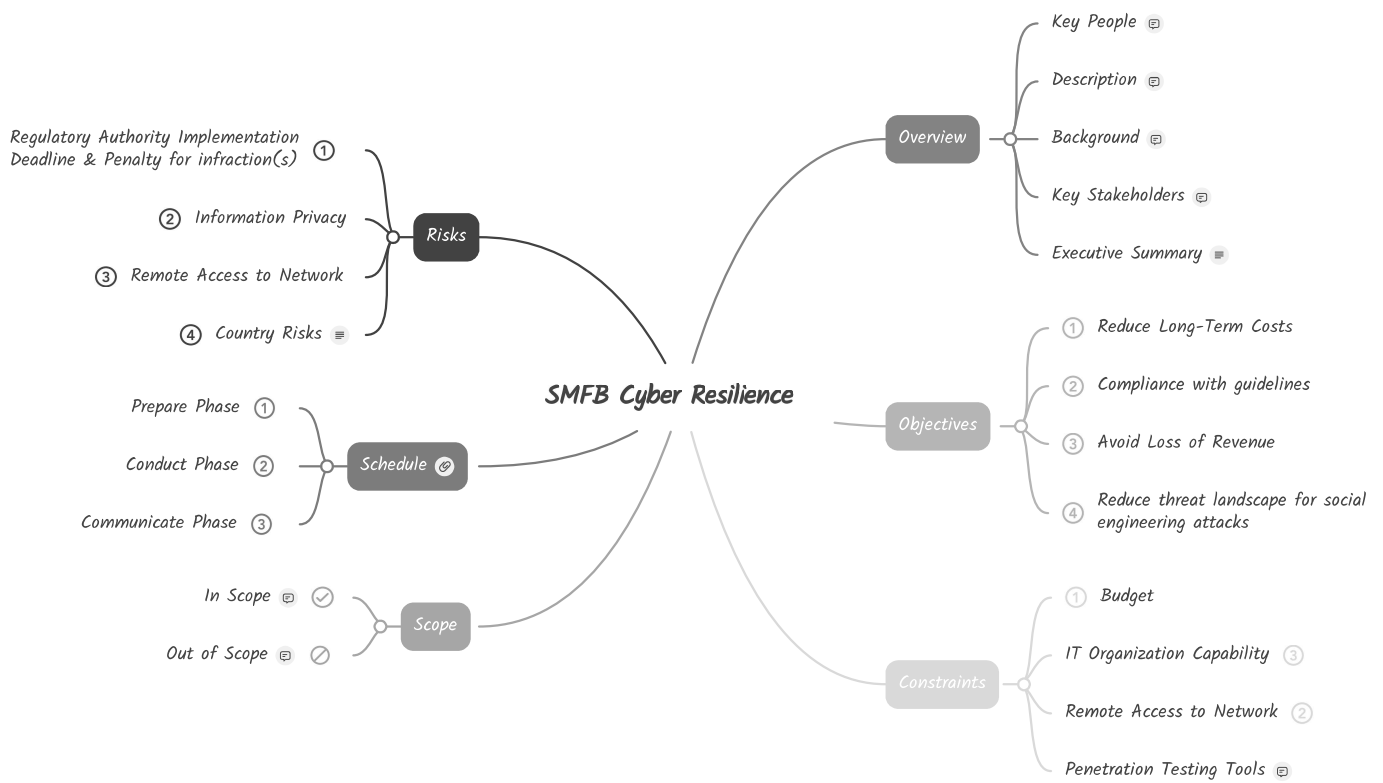 SMFB Cyber Resilience
Overview
Key People
Description
Background
Key Stakeholders
Executive Summary
Objectives
1 Reduce Long-Term Costs
2 Compliance with guidelines
3 Avoid Loss of Revenue
4 Reduce threat landscape for social
engineering attacks
Constraints
1 Budget
IT Organization Capability 3
Remote Access to Network 2
Penetration Testing Tools
Risks
Regulatory Authority Implementation
Deadline & Penalty for infraction(s) 1
2 Information Privacy
3 Remote Access to Network
4 Country Risks
Schedule
Prepare Phase 1
Conduct Phase 2
Communicate Phase 3
Scope
In Scope
Out of Scope